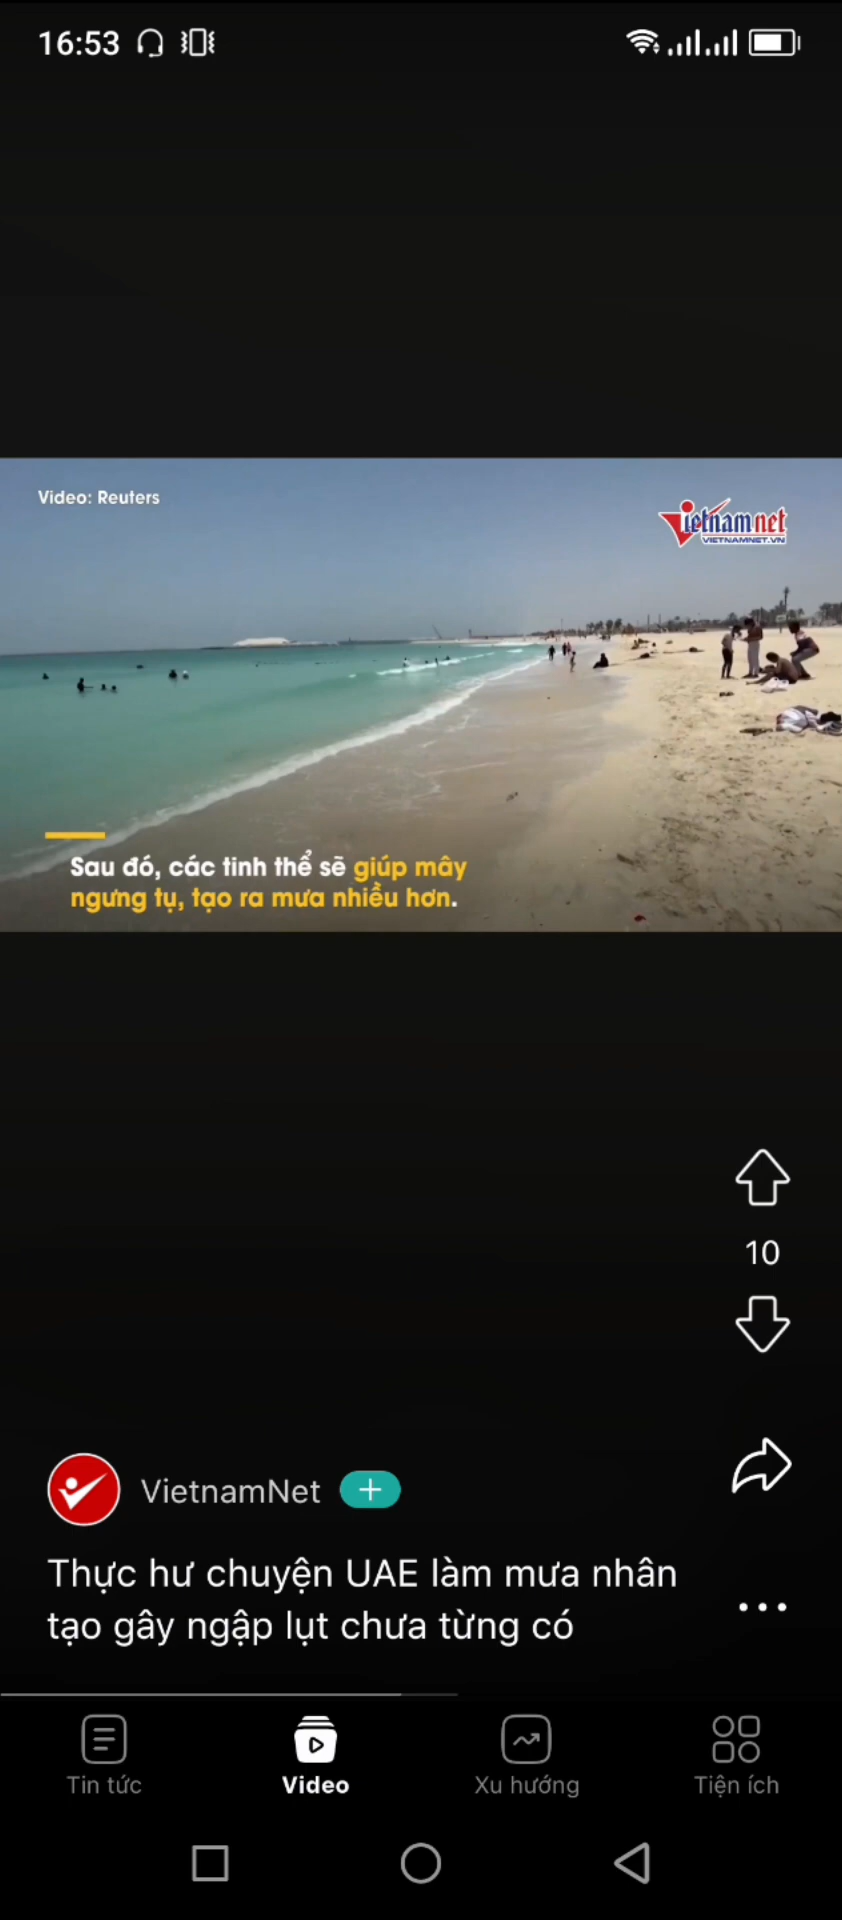 16:53
Video: Reuters
Vietnamnet
VIETNAMNET.VN
Sau đó, các tinh thể sẽ giúp mây
ngưng tụ, tạo ra mưa nhiều hơn.
10
VietnamNet
Thực hư chuyện UAE làm mưa nhân
tạo gây ngập lụt chưa từng có
Tin tức
Video
Xu hướng
Tiện ích